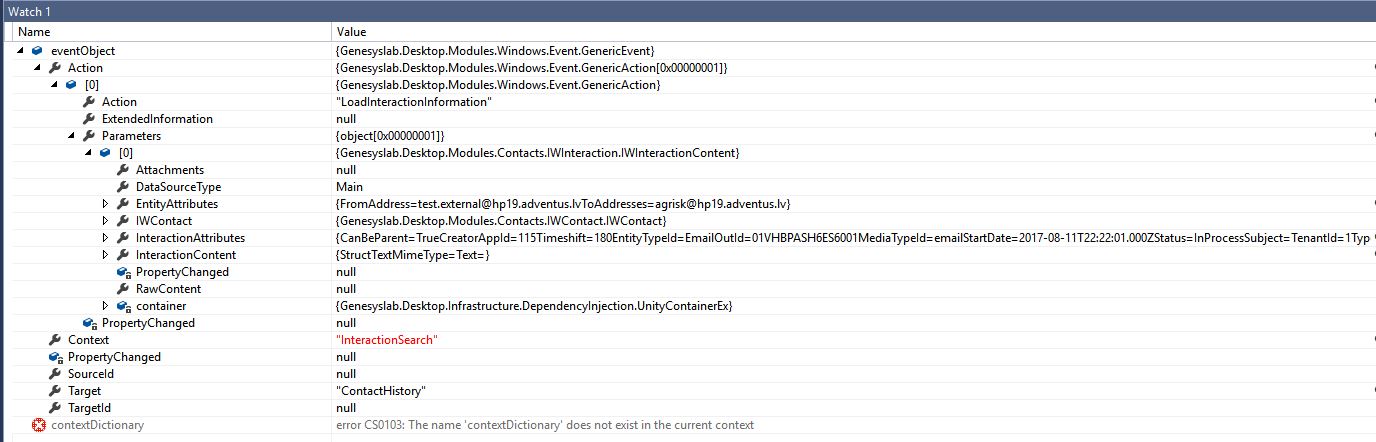 Watch 1
Name Value
eventObject {Genesyslab.Desktop.Modules.Windows.Event.GenericEvent}
Action {Genesyslab.Desktop.Modules.Windows.Event.GenericAction[0x00000001]}
[0] {Genesyslab.Desktop.Modules.Windows.Event.GenericAction}
Action "LoadInteractionInformation"
ExtendedInformation null
Parameters {object[0x00000001]}
[0] {Genesyslab.Desktop.Modules.Contacts.IWInteraction.IWInteractionContent}
Attachments null
DataSourceType Main
EntityAttributes {FromAddress=test.external@hp19.adventus.lvToAddresses=agrisk@hp19.adventus.lv}
IWContact {Genesyslab.Desktop.Modules.Contacts.IWContact.IWContact}
InteractionAttributes {CanBeParent=TrueCreatorAppId=115Timeshift=180EntityTypeId=EmailOutId=01VHBPASH6ES6001MediaTypeId=emailStartDate=2017-08-11T22:22:01.000ZStatus=InProcessSubject=TenantId=1Typ
InteractionContent {StructTextMimeType=Text=}
PropertyChanged null
RawContent null
container {Genesyslab.Desktop.Infrastructure.DependencyInjection.UnityContainerEx}
PropertyChanged null
Context "InteractionSearch"
PropertyChanged null
SourceId null
Target "ContactHistory"
TargetId null
contextDictionary error CS0103: The name 'contextDictionary' does not exist in the current context